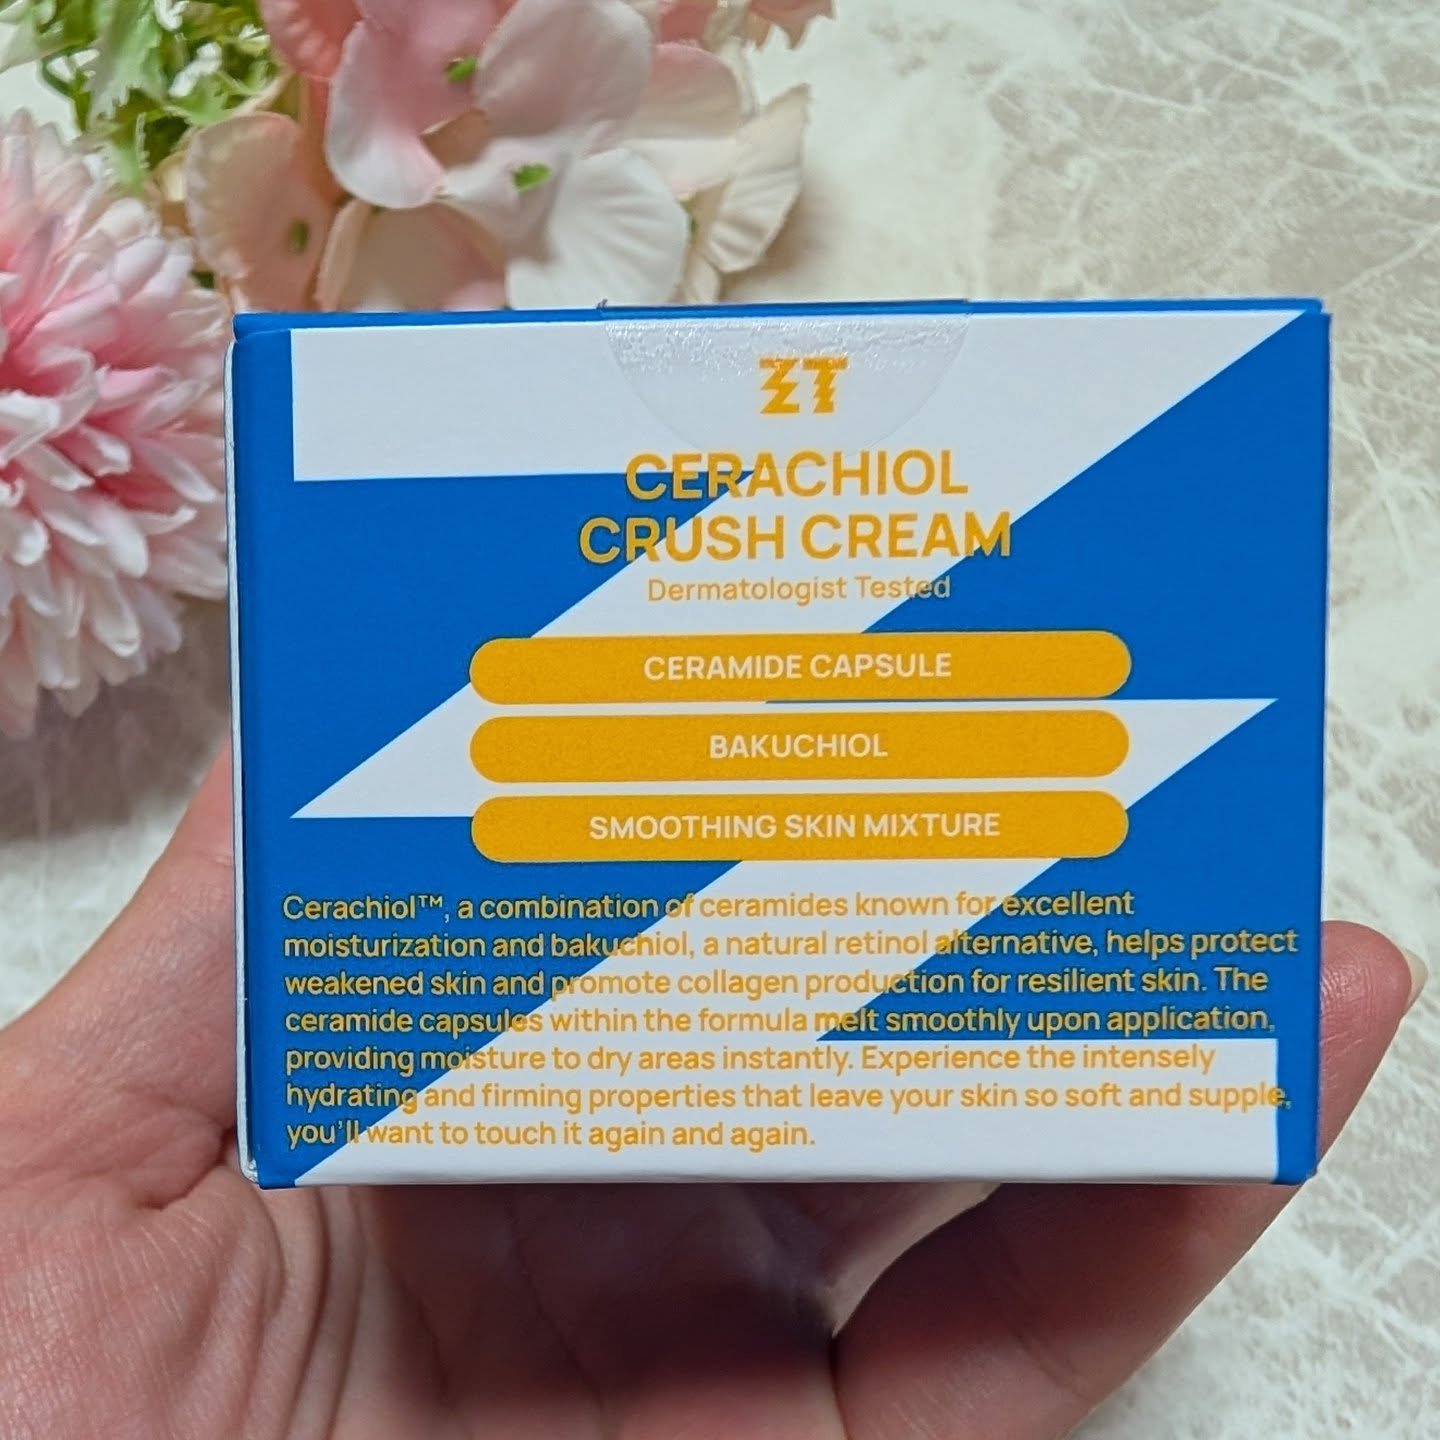 ZT
CERACHIOL
CRUSH CREAM
Dermatologist Tested
CERAMIDE CAPSULE
BAKUCHIOL
SMOOTHING SKIN MIXTURE
Cerachiol™, a combination of ceramides known for excellent
moisturization and bakuchiol, a natural retinol alternative, helps protect
weakened skin and promote collagen production for resilient skin. The
ceramide capsules within the formula melt smoothly upon application,
providing moisture to dry areas instantly. Experience the intensely
hydrating and firming properties that leave your skin so soft and supple,
you'll want to touch it again and again.